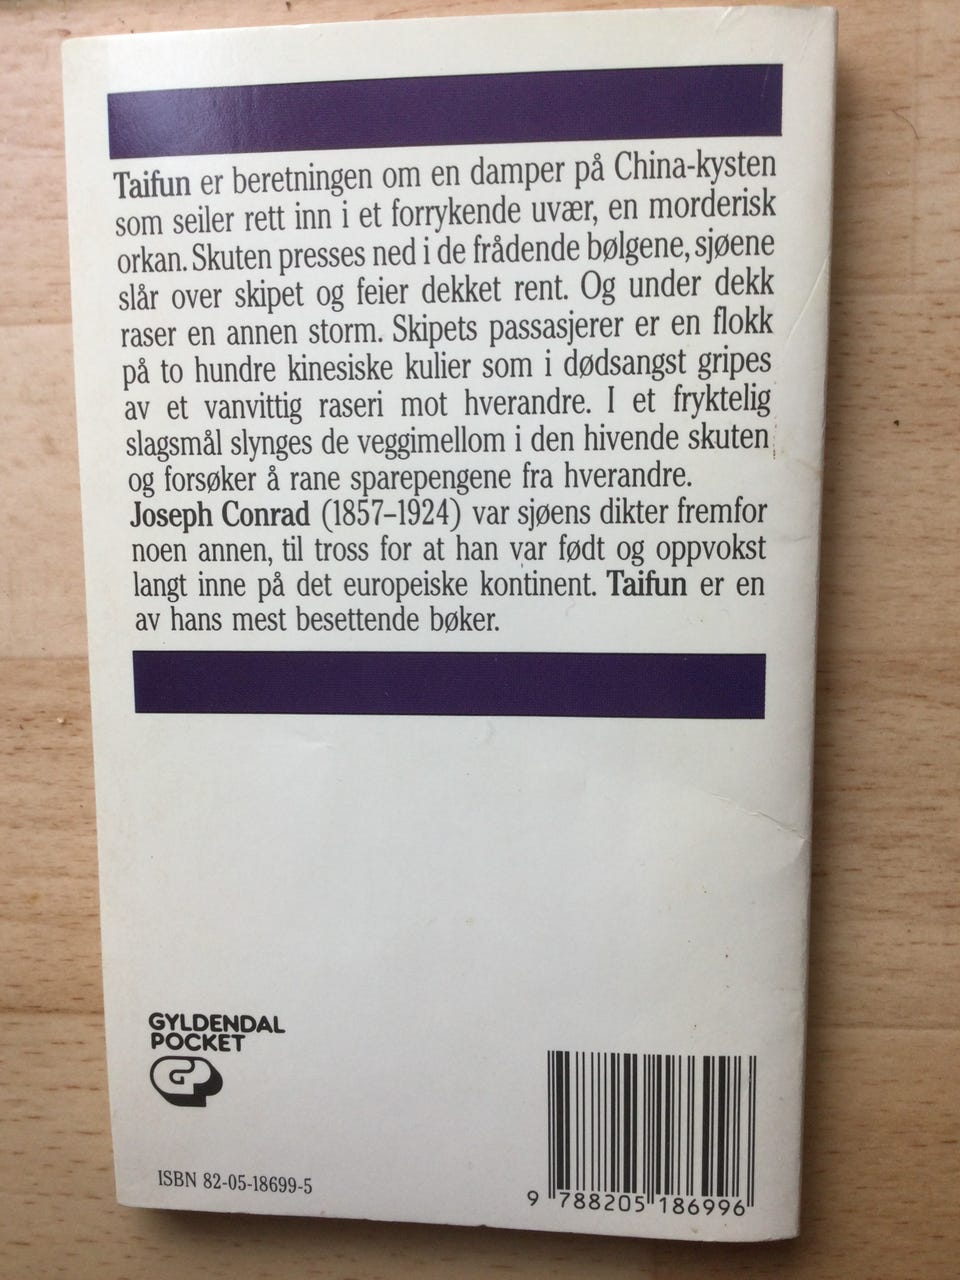 Taifun er beretningen om en damper på China-kysten
som seiler rett inn i et forrykende uvær, en morderisk
orkan. Skuten presses ned i de frådende bølgene, sjøene
slår over skipet og feier dekket rent. Og under dekk
raser en annen storm. Skipets passasjerer er en flokk
på to hundre kinesiske kulier som i dødsangst gripes
av et vanvittig raseri mot hverandre. I et fryktelig
slagsmål slynges de veggimellom i den hivende skuten
og forsøker å rane sparepengene fra hverandre.
Joseph Conrad (1857–1924) var sjøens dikter fremfor
noen annen, til tross for at han var født og oppvokst
langt inne på det europeiske kontinent. Taifun er en
av hans mest besettende bøker.
GYLDENDAL
POCKET
GP
ISBN 82-05-18699-5
9 788205 186996